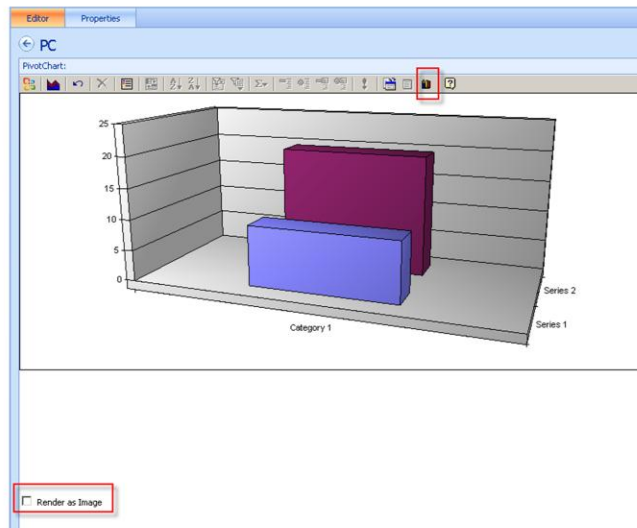 Editor Properties
PC
PivotChart:
25
20
15
10
5
0
Series 2
Series 1
Category 1
Render as Image